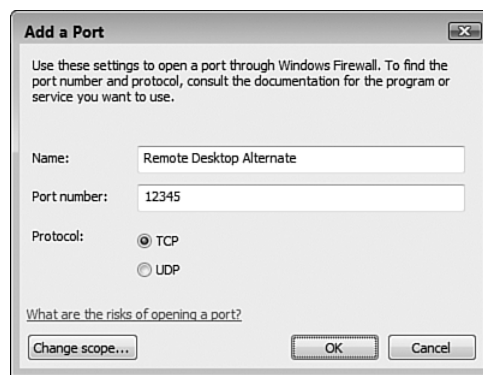 Add a Port
Use these settings to open a port through Windows Firewall. To find the
port number and protocol, consult the documentation for the program or
service you want to use.
Name: Remote Desktop Alternate
Port number: 12345
Protocol: TCP
UDP
What are the risks of opening a port?
Change scope... OK Cancel